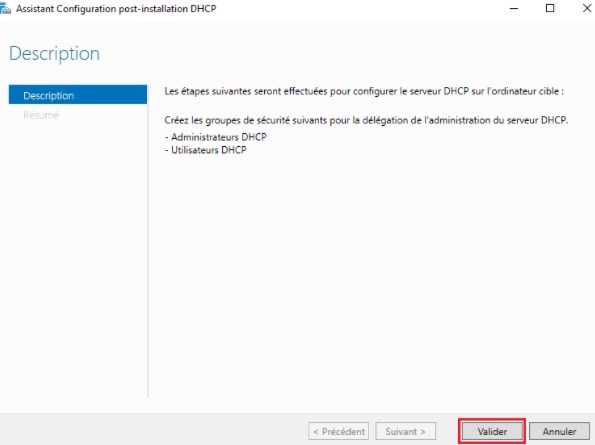 Assistant Configuration post-installation DHCP
Description
Description
Résumé
Les étapes suivantes seront effectuées pour configurer le serveur DHCP sur l'ordinateur cible :
Créez les groupes de sécurité suivants pour la délégation de l'administration du serveur DHCP.
- Administrateurs DHCP
- Utilisateurs DHCP
< Précédent Suivant > Valider Annuler